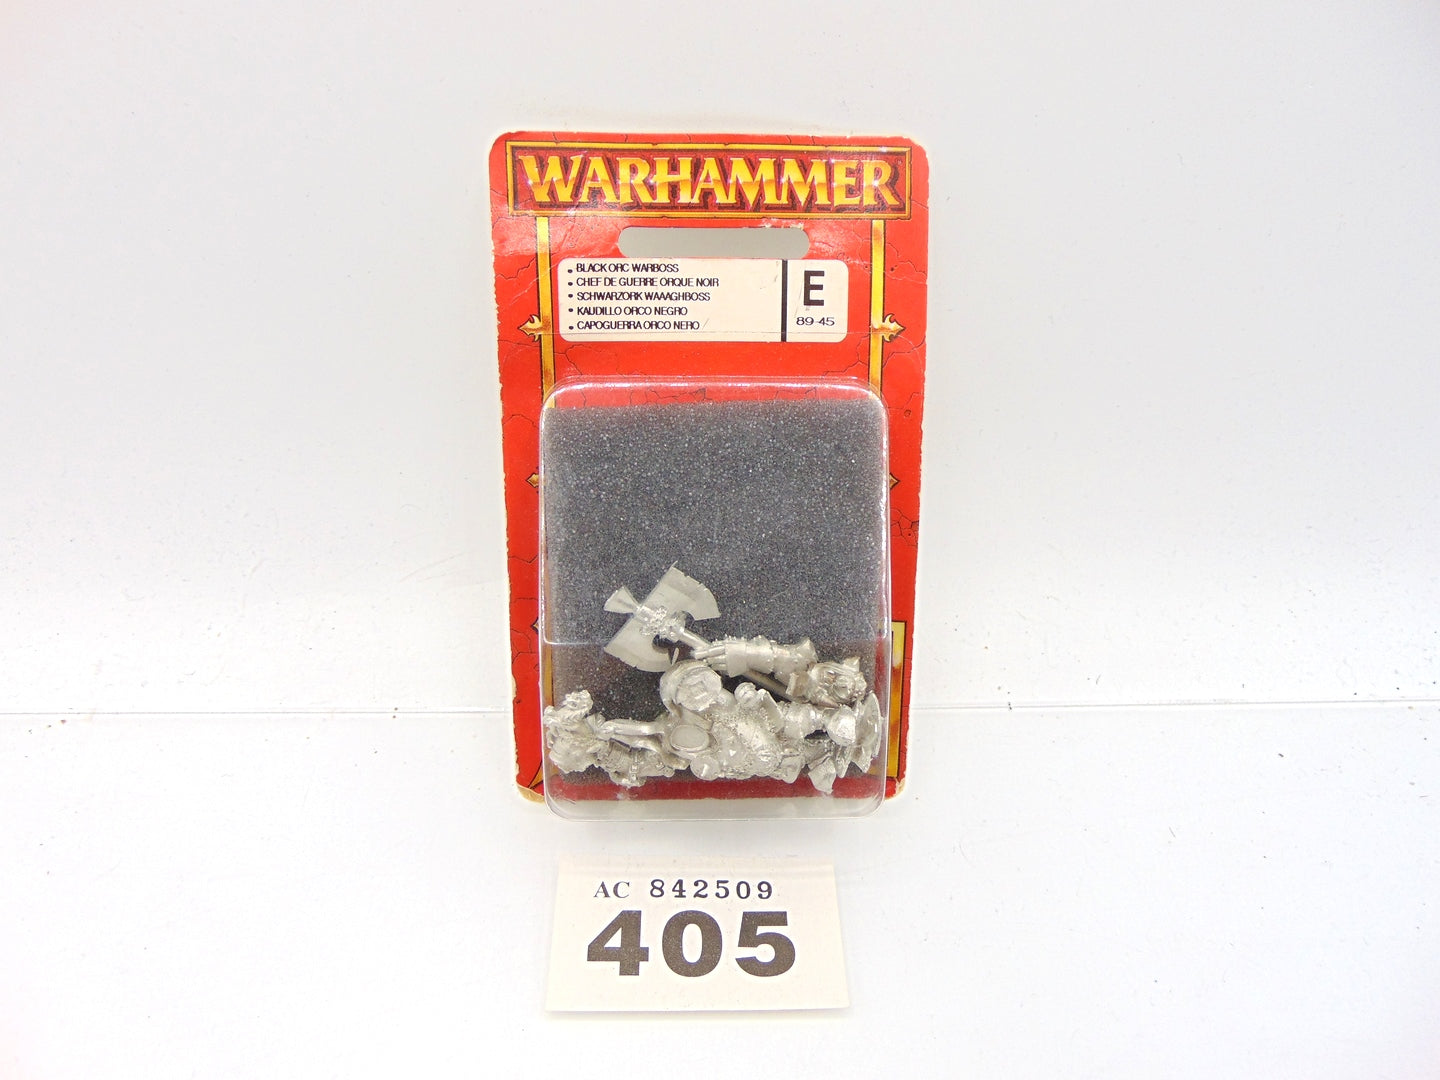 WARHAMMER
• BLACK ORC WARBOSS
• CHEF DE GUERRE ORQUE NOIR
• SCHWARZORK WAAAGHBOSS
• KAUDILLO ORCO NEGRO
• CAPOGUERRA ORCO NERO
E
89-45
AC 842509
405